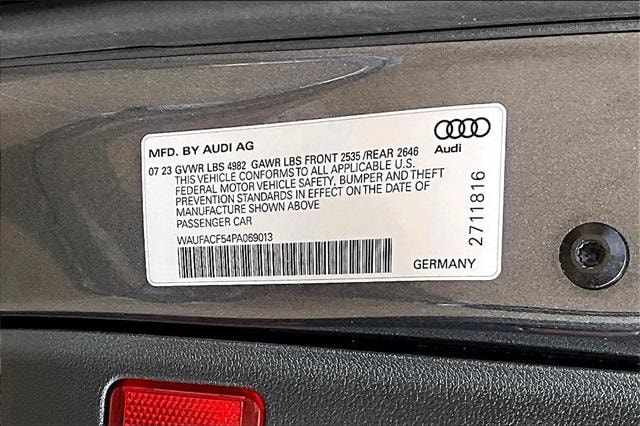 MFD. BY AUDI AG
07 23 GVWR LBS 4982 GAWR LBS FRONT 2535 /REAR 2646
THIS VEHICLE CONFORMS TO ALL APPLICABLE U.S.
FEDERAL MOTOR VEHICLE SAFETY, BUMPER AND THEFT
PREVENTION STANDARDS IN EFFECT ON THE DATE OF
MANUFACTURE SHOWN ABOVE
PASSENGER CAR
WAUFACF54PA069013
GERMANY
Audi
2711816